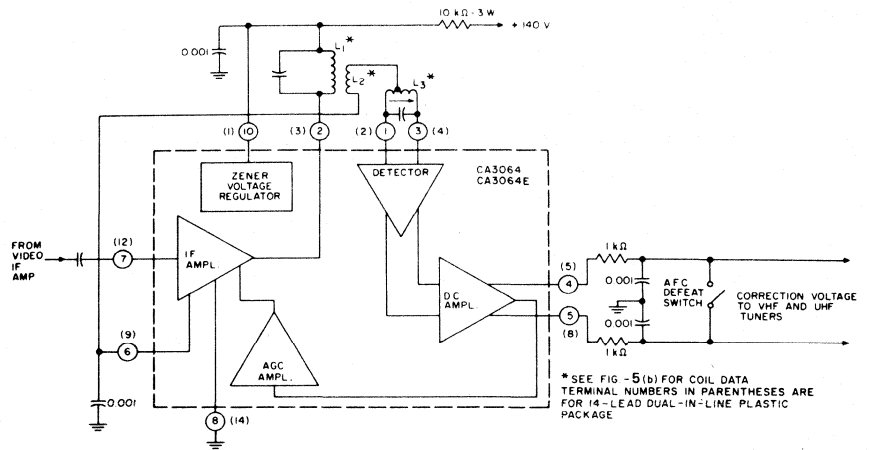 10 kΩ-3 W
+ 140 V
0.001
L1*
L2*
L3*
(1) 10
(3) 2
(2) 1
3 (4)
ZENER
VOLTAGE
REGULATOR
DETECTOR
CA3064
CA3064E
FROM
VIDEO
IF
AMP
(12)
7
IF
AMPL.
(9)
6
0.001
AGC
AMPL.
8 (14)
DC
AMPL.
(5)
4
5
(8)
1 kΩ
0.001
0.001
1 kΩ
AFC
DEFEAT
SWITCH
CORRECTION VOLTAGE
TO VHF AND UHF
TUNERS
*SEE FIG -5(b) FOR COIL DATA
TERMINAL NUMBERS IN PARENTHESES ARE
FOR 14-LEAD DUAL-IN-LINE PLASTIC
PACKAGE